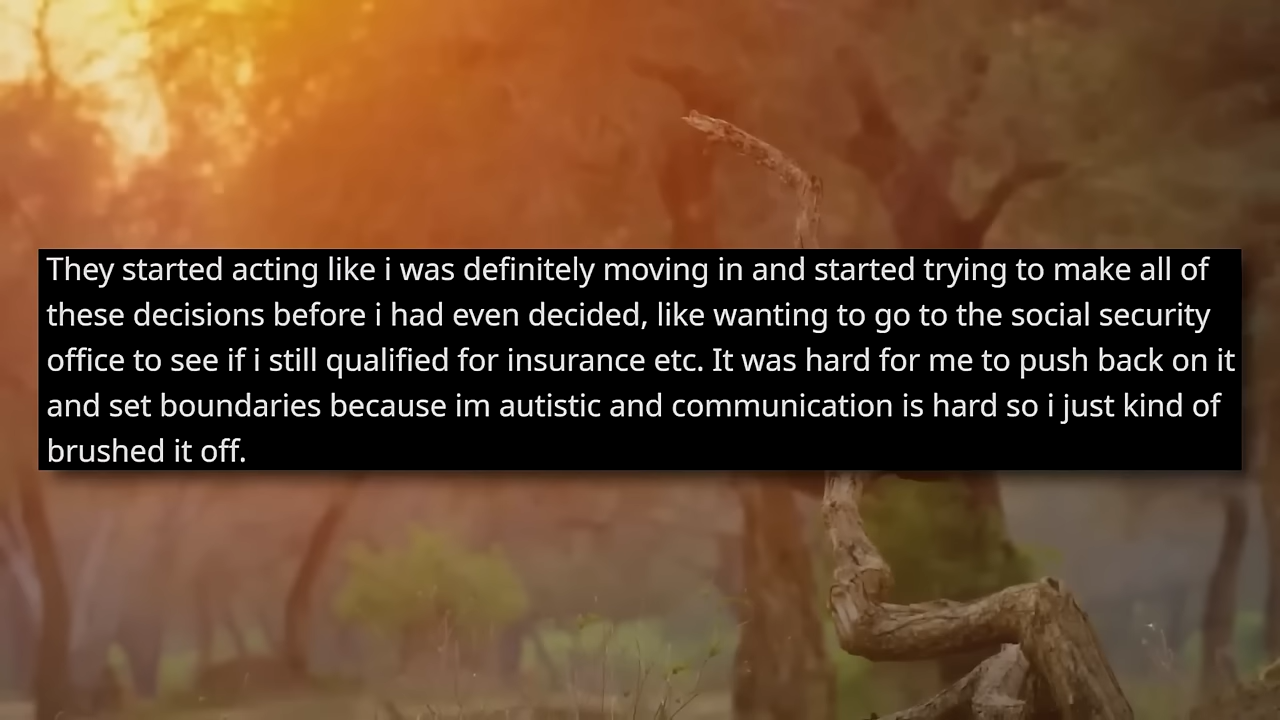 They started acting like i was definitely moving in and started trying to make all of
these decisions before i had even decided, like wanting to go to the social security
office to see if i still qualified for insurance etc. It was hard for me to push back on it
and set boundaries because im autistic and communication is hard so i just kind of
brushed it off.